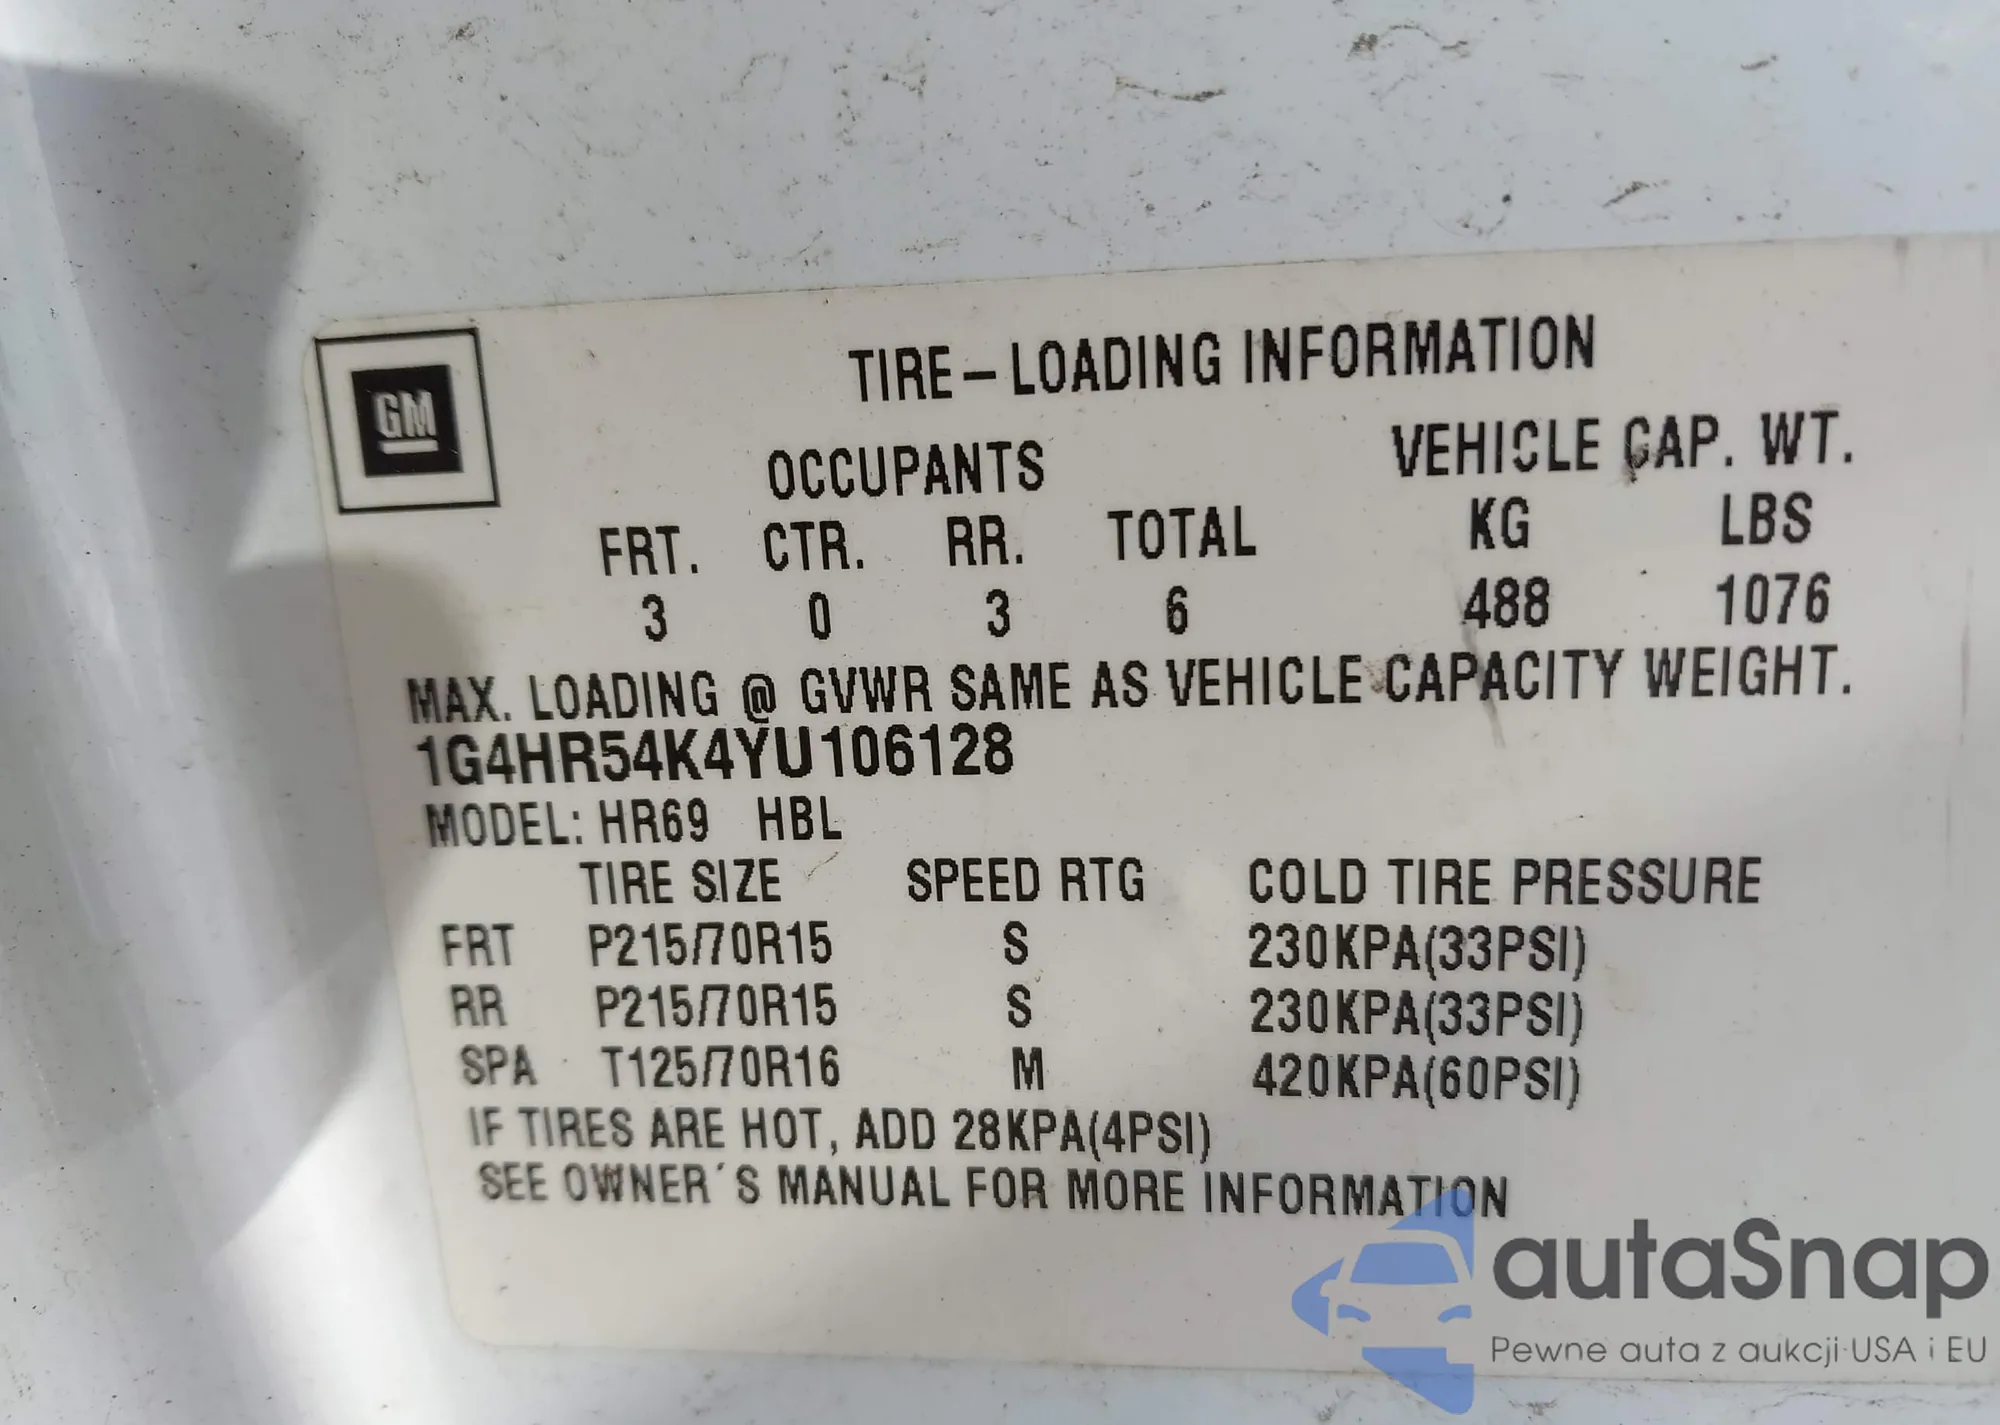 GM
TIRE–LOADING INFORMATION
OCCUPANTS VEHICLE CAP. WT.
FRT. CTR. RR. TOTAL KG LBS
3 0 3 6 488 1076
MAX. LOADING @ GVWR SAME AS VEHICLE CAPACITY WEIGHT.
1G4HR54K4YU106128
MODEL: HR69 HBL
TIRE SIZE SPEED RTG COLD TIRE PRESSURE
FRT P215/70R15 S 230KPA(33PSI)
RR P215/70R15 S 230KPA(33PSI)
SPA T125/70R16 M 420KPA(60PSI)
IF TIRES ARE HOT, ADD 28KPA(4PSI)
SEE OWNER´S MANUAL FOR MORE INFORMATION
autaSnap
Pewne auta z aukcji USA i EU